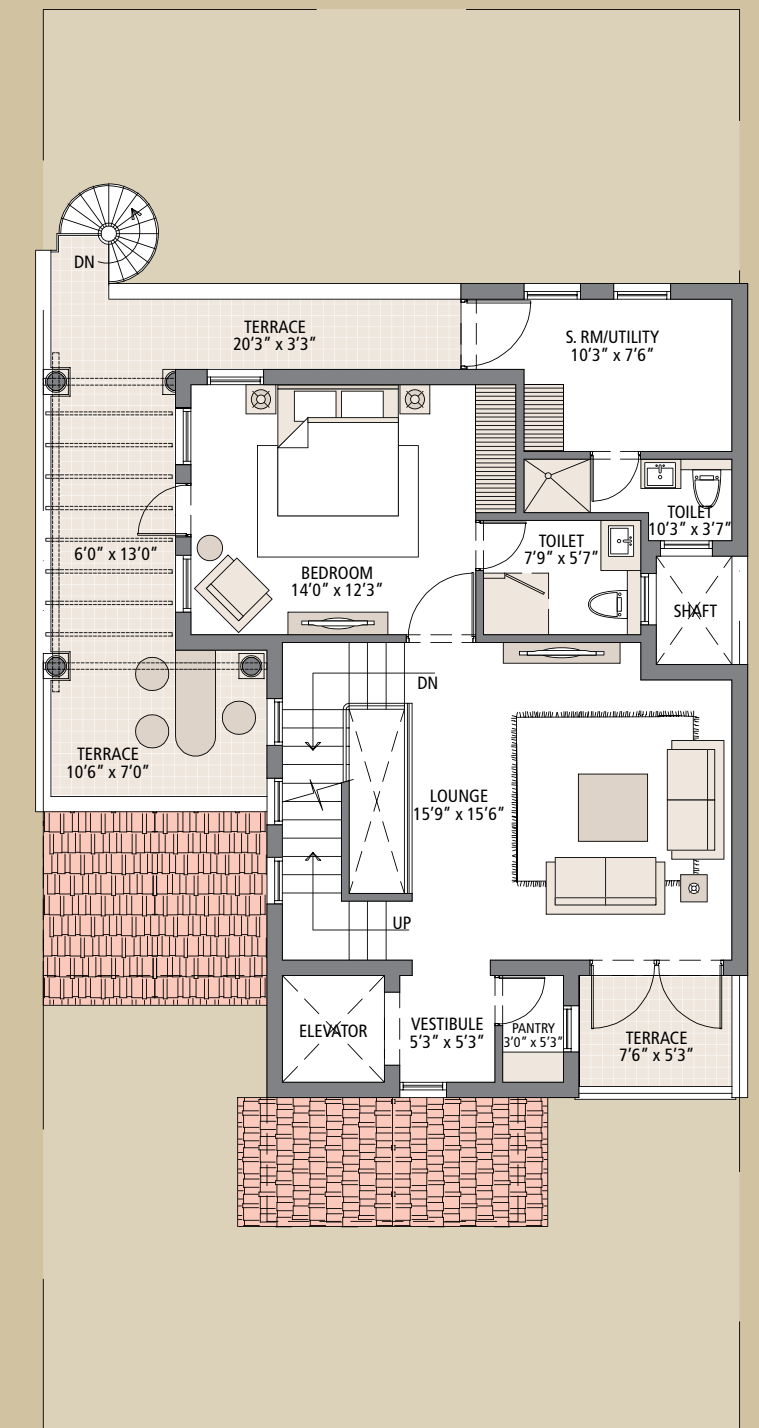 DN
TERRACE
20'3" x 3'3"
S. RM/UTILITY
10'3" x 7'6"
TOILET
10'3" x 3'7"
TOILET
7'9" x 5'7"
6'0" x 13'0"
BEDROOM
14'0" x 12'3"
SHAFT
DN
TERRACE
10'6" x 7'0"
LOUNGE
15'9" x 15'6"
UP
ELEVATOR
VESTIBULE
5'3" x 5'3"
PANTRY
3'0" x 5'3"
TERRACE
7'6" x 5'3"